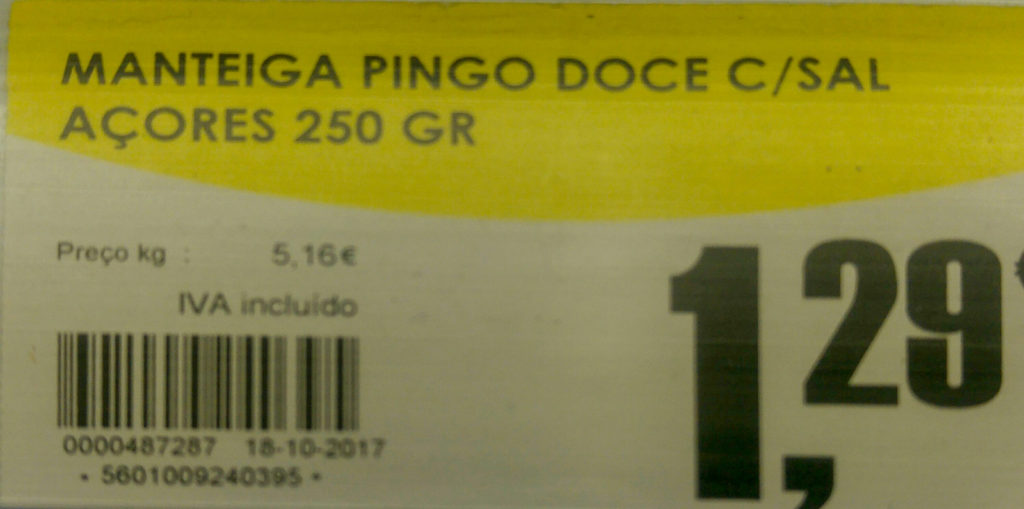 MANTEIGA PINGO DOCE C/SAL
AÇORES 250 GR
Preço kg : 5,16€
IVA incluído
1,29
0000487287 18-10-2017
• 5601009240395 •